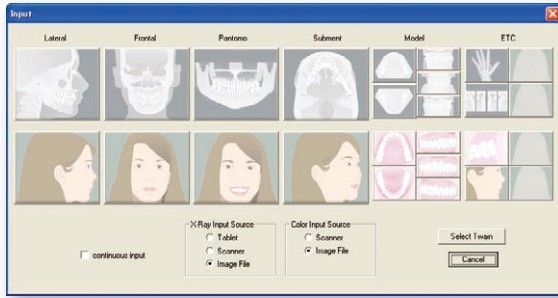 Input
Lateral Frontal Pantomo Subment Model ETC
X-Ray Input Source
Tablet
Scanner
Image File
Color Input Source
Scanner
Image File
continuous input
Select Twain
Cancel